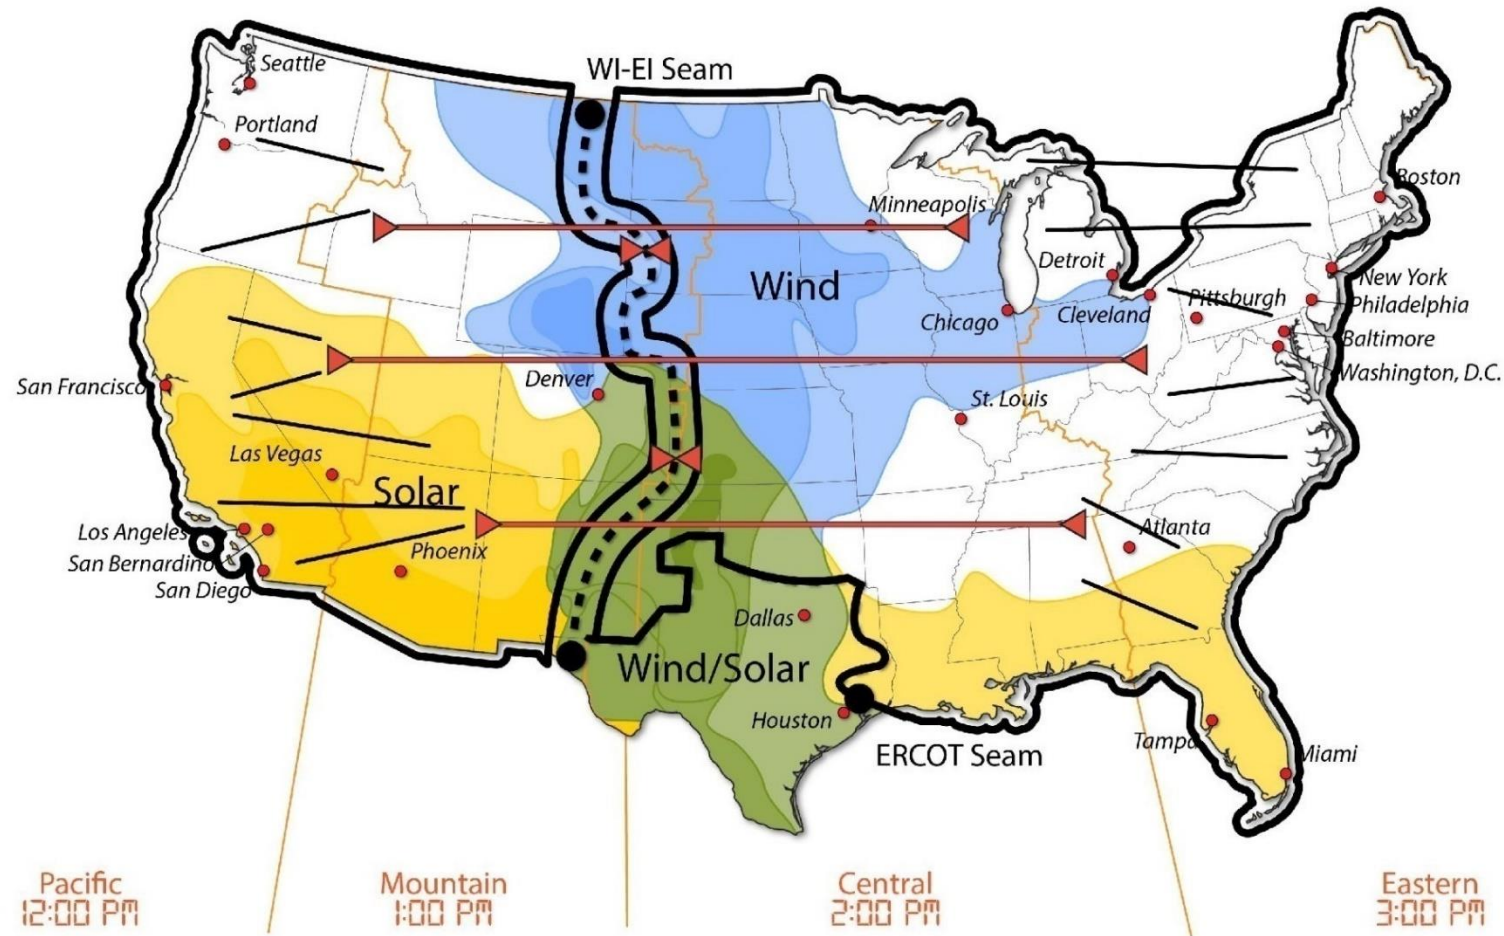 WI-EI Seam
Seattle
Portland
Boston
Minneapolis
Detroit
New York
Wind
Pittsburgh
Philadelphia
Chicago
Cleveland
Baltimore
Washington, D.C.
San Francisco
Denver
St. Louis
Las Vegas
Solar
Los Angeles
Atlanta
Phoenix
San Bernardino
San Diego
Dallas
Wind/Solar
Houston
Tampa
Miami
ERCOT Seam
Pacific
12:00 PM
Mountain
1:00 PM
Central
2:00 PM
Eastern
3:00 PM